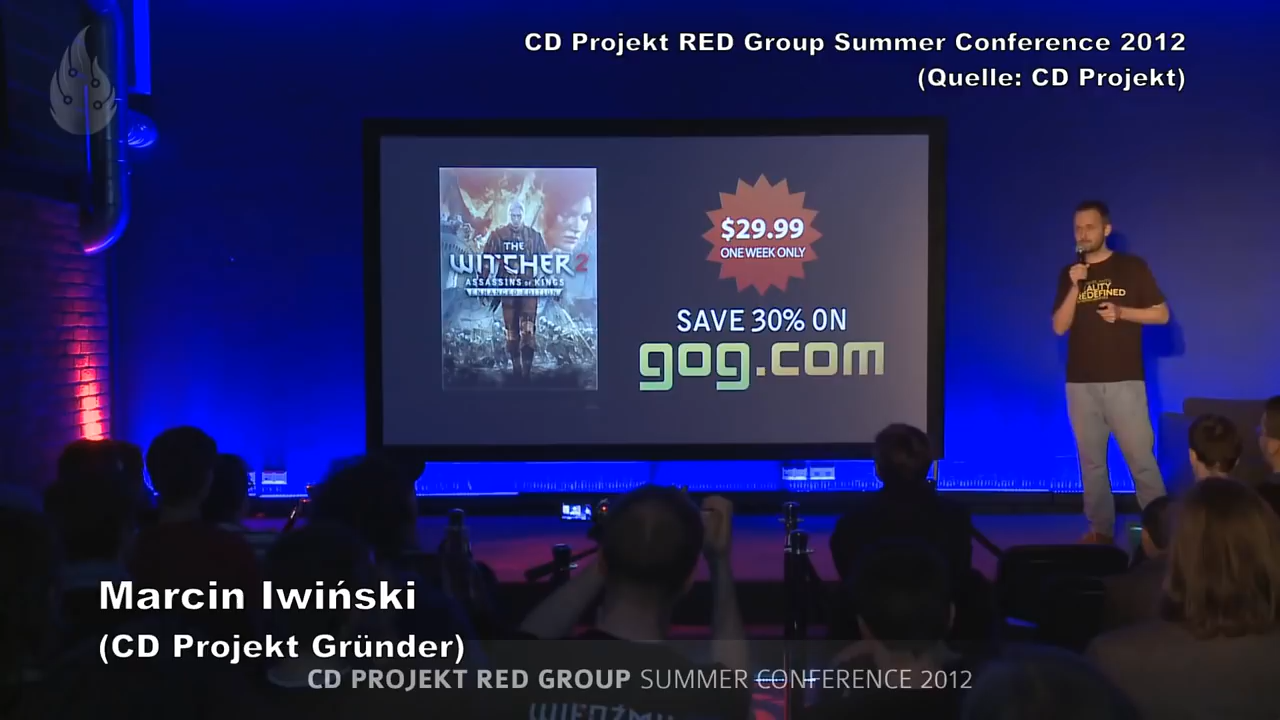 CD Projekt RED Group Summer Conference 2012
(Quelle: CD Projekt)
$29.99
ONE WEEK ONLY
THE
WITCHER 2
ASSASSINS OF KINGS
ENHANCED EDITION
SAVE 30% ON
gog.com
REDEFINED
Marcin Iwiński
(CD Projekt Gründer)
CD PROJEKT RED GROUP SUMMER CONFERENCE 2012